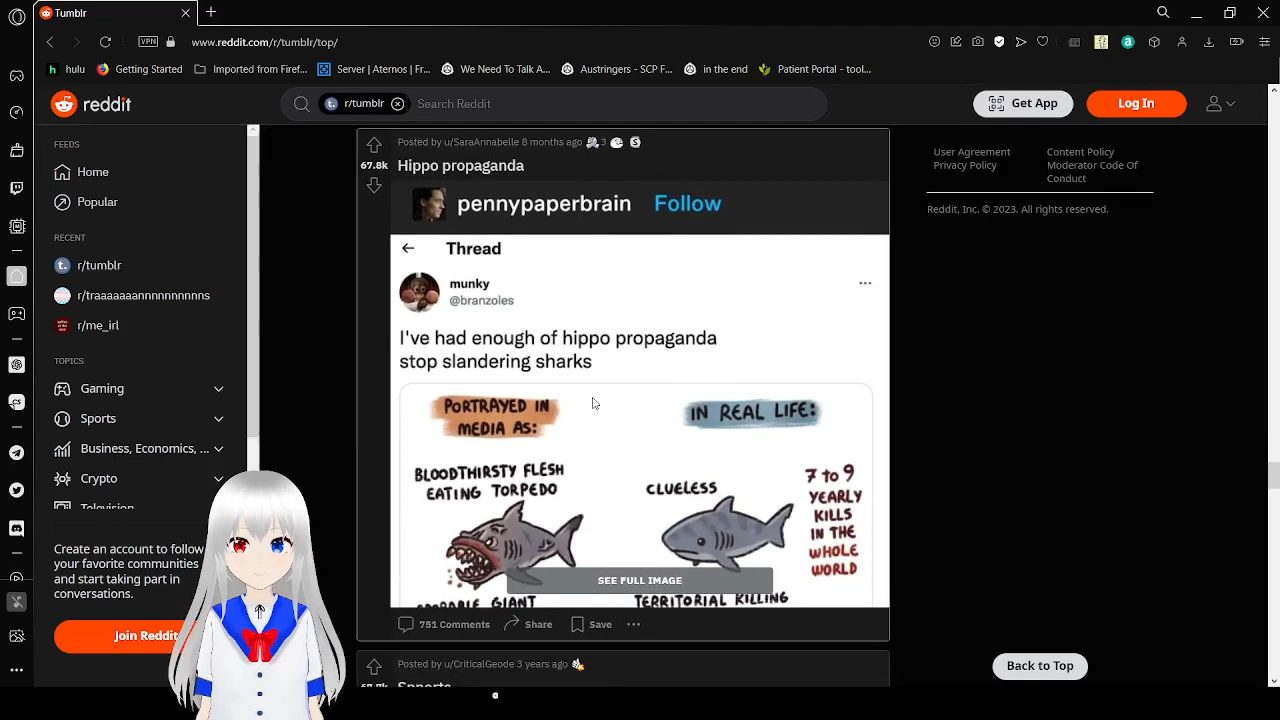 Tumblr
VPN
www.reddit.com/r/tumblr/top/
hulu
Getting Started
Imported from Firef...
Server | Aternos | Fr...
We Need To Talk A...
Austringers - SCP F...
in the end
Patient Portal - tool...
reddit
r/tumblr
Search Reddit
Get App
Log In
FEEDS
Home
Popular
RECENT
r/tumblr
r/traaaaaaannnnnnnnns
r/me_irl
TOPICS
Gaming
Sports
Business, Economics, ...
Crypto
Television
Create an account to follow
your favorite communities
and start taking part in
conversations.
Join Reddit
Posted by u/SaraAnnabelle 8 months ago
3
67.8k
Hippo propaganda
pennypaperbrain Follow
Thread
munky
@branzoles
I've had enough of hippo propaganda
stop slandering sharks
PORTRAYED IN
MEDIA AS:
BLOODTHIRSTY FLESH
EATING TORPEDO
IN REAL LIFE:
CLUELESS
7 to 9
YEARLY
KILLS
IN THE
WHOLE
WORLD
SEE FULL IMAGE
GIANT
TERRITORIAL KILLING
751 Comments
Share
Save
Posted by u/CriticalGeode 3 years ago
User Agreement
Privacy Policy
Content Policy
Moderator Code Of
Conduct
Reddit, Inc. © 2023. All rights reserved.
Back to Top